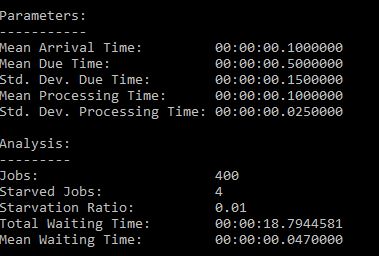 Parameters:
-----------
Mean Arrival Time:         00:00:00.1000000
Mean Due Time:             00:00:00.5000000
Std. Dev. Due Time:        00:00:00.1500000
Mean Processing Time:      00:00:00.1000000
Std. Dev. Processing Time: 00:00:00.0250000

Analysis:
---------
Jobs:                      400
Starved Jobs:              4
Starvation Ratio:          0.01
Total Waiting Time:        00:00:18.7944581
Mean Waiting Time:         00:00:00.0470000